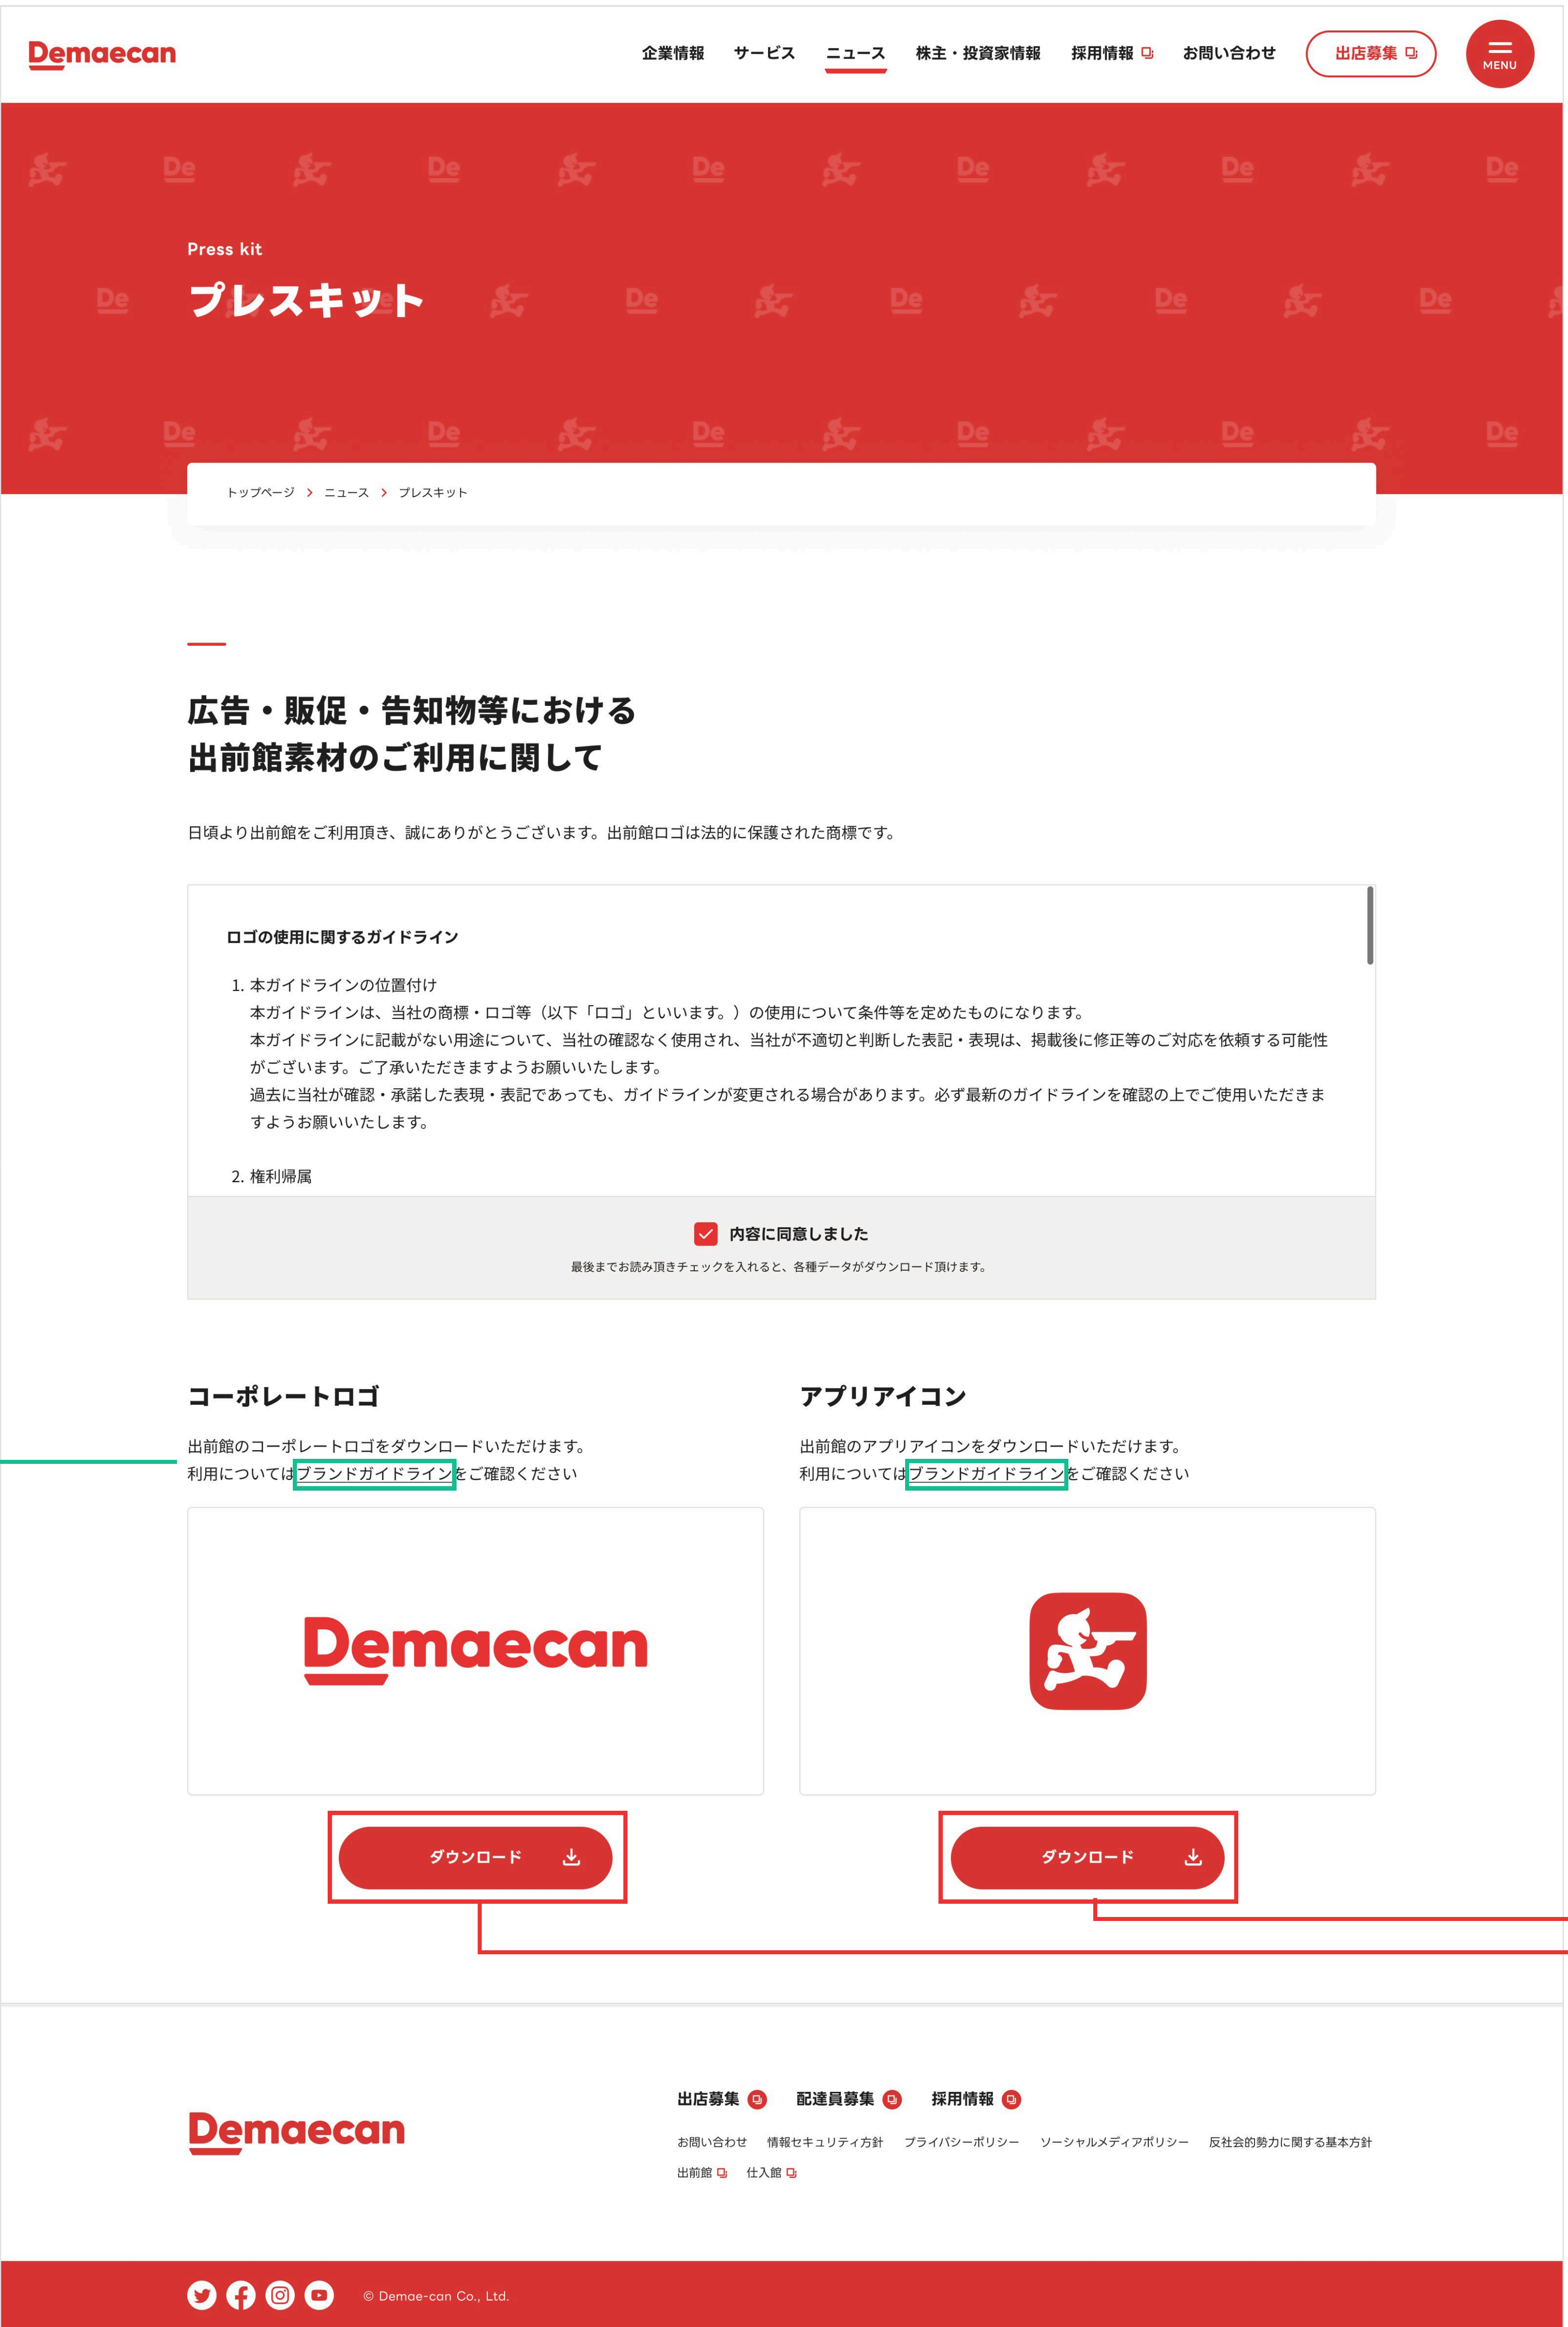 Demaecan
企業情報 サービス ニュース 株主・投資家情報 採用情報 お問い合わせ 出店募集 MENU
De De De De De De
Press kit
プレスキット
De De De De De De
De De De De De De
トップページ ニュース プレスキット
広告・販促・告知物等における
出前館素材のご利用に関して
日頃より出前館をご利用頂き、誠にありがとうございます。出前館ロゴは法的に保護された商標です。
ロゴの使用に関するガイドライン
1. 本ガイドラインの位置付け
本ガイドラインは、当社の商標・ロゴ等（以下「ロゴ」といいます。）の使用について条件等を定めたものになります。
本ガイドラインに記載がない用途について、当社の確認なく使用され、当社が不適切と判断した表記・表現は、掲載後に修正等のご対応を依頼する可能性
がございます。ご了承いただきますようお願いいたします。
過去に当社が確認・承諾した表現・表記であっても、ガイドラインが変更される場合があります。必ず最新のガイドラインを確認の上でご使用いただきま
すようお願いいたします。
2. 権利帰属
内容に同意しました
最後までお読み頂きチェックを入れると、各種データがダウンロード頂けます。
コーポレートロゴ
出前館のコーポレートロゴをダウンロードいただけます。
利用についてはブランドガイドラインをご確認ください
Demaecan
ダウンロード
アプリアイコン
出前館のアプリアイコンをダウンロードいただけます。
利用についてはブランドガイドラインをご確認ください
ダウンロード
Demaecan
出店募集 配達員募集 採用情報
お問い合わせ 情報セキュリティ方針 プライバシーポリシー ソーシャルメディアポリシー 反社会的勢力に関する基本方針
出前館 仕入館
© Demae-can Co., Ltd.